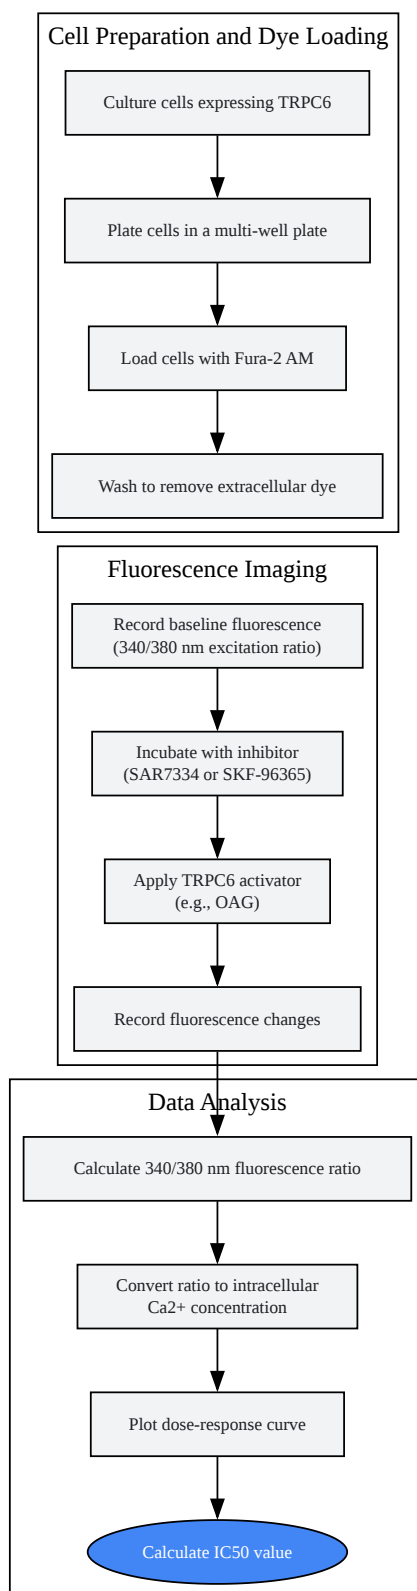 Cell Preparation and Dye Loading
Culture cells expressing TRPC6
Plate cells in a multi-well plate
Load cells with Fura-2 AM
Wash to remove extracellular dye
Fluorescence Imaging
Record baseline fluorescence
(340/380 nm excitation ratio)
Incubate with inhibitor
(SAR7334 or SKF-96365)
Apply TRPC6 activator
(e.g., OAG)
Record fluorescence changes
Data Analysis
Calculate 340/380 nm fluorescence ratio
Convert ratio to intracellular
Ca2+ concentration
Plot dose-response curve
Calculate IC50 value